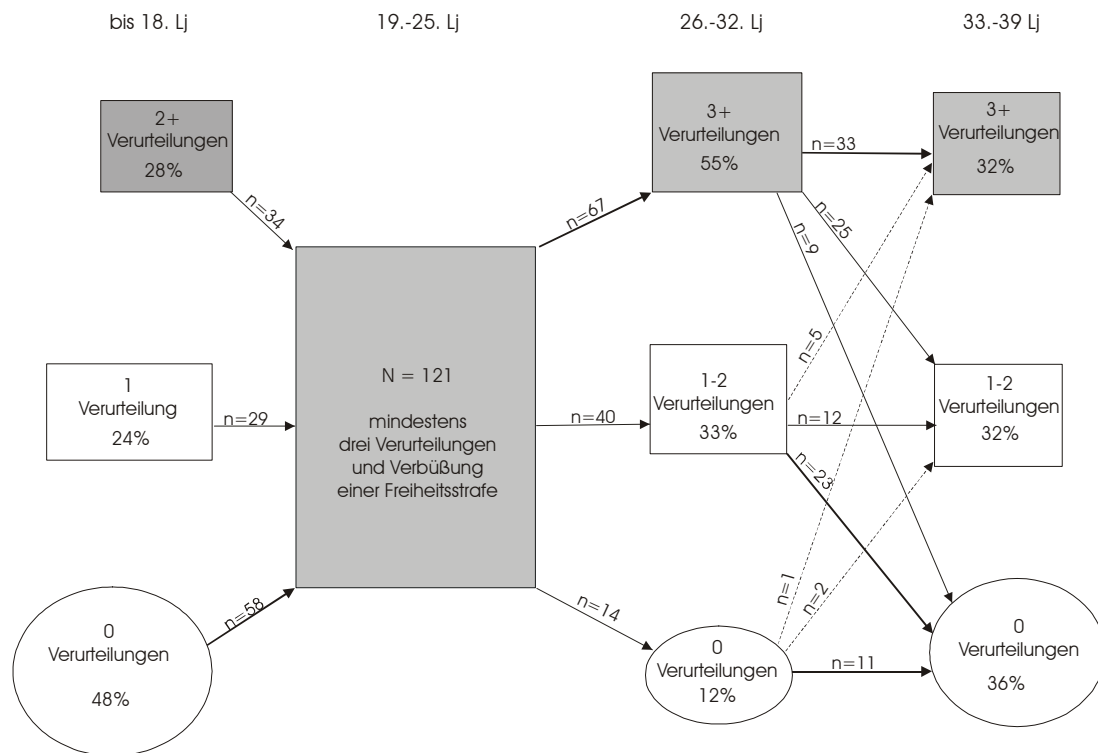 bis 18. Lj
19.-25. Lj
26.-32. Lj
33.-39 Lj
2+
Verurteilungen
28%
n=34
1
Verurteilung
24%
n=29
0
Verurteilungen
48%
n=58
N = 121
mindestens
drei Verurteilungen
und Verbüßung
einer Freiheitsstrafe
n=67
n=40
n=14
3+
Verurteilungen
55%
1-2
Verurteilungen
33%
0
Verurteilungen
12%
n=33
n=25
n=9
n=5
n=12
n=23
n=1
n=2
n=11
3+
Verurteilungen
32%
1-2
Verurteilungen
32%
0
Verurteilungen
36%